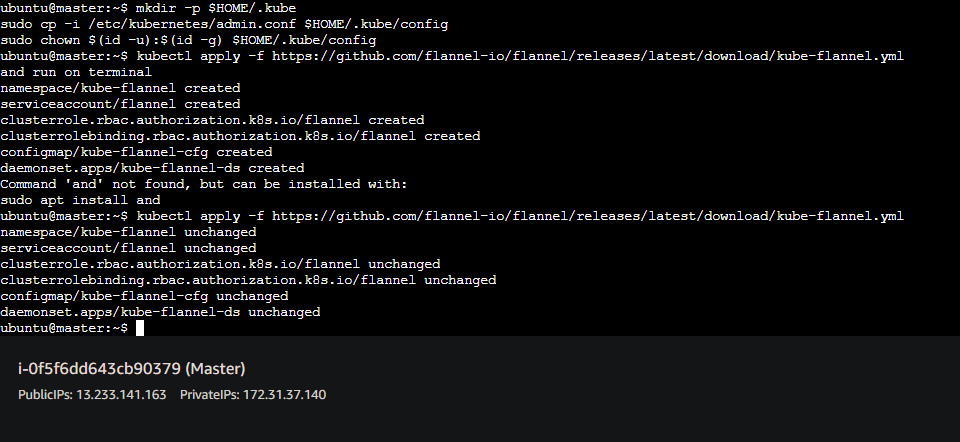 ubuntu@master:~$ mkdir -p $HOME/.kube
sudo cp -i /etc/kubernetes/admin.conf $HOME/.kube/config
sudo chown $(id -u):$(id -g) $HOME/.kube/config
ubuntu@master:~$ kubectl apply -f https://github.com/flannel-io/flannel/releases/latest/download/kube-flannel.yml
and run on terminal
namespace/kube-flannel created
serviceaccount/flannel created
clusterrole.rbac.authorization.k8s.io/flannel created
clusterrolebinding.rbac.authorization.k8s.io/flannel created
configmap/kube-flannel-cfg created
daemonset.apps/kube-flannel-ds created
Command 'and' not found, but can be installed with:
sudo apt install and
ubuntu@master:~$ kubectl apply -f https://github.com/flannel-io/flannel/releases/latest/download/kube-flannel.yml
namespace/kube-flannel unchanged
serviceaccount/flannel unchanged
clusterrole.rbac.authorization.k8s.io/flannel unchanged
clusterrolebinding.rbac.authorization.k8s.io/flannel unchanged
configmap/kube-flannel-cfg unchanged
daemonset.apps/kube-flannel-ds unchanged
ubuntu@master:~$
i-0f5f6dd643cb90379 (Master)
PublicIPs: 13.233.141.163 PrivateIPs: 172.31.37.140